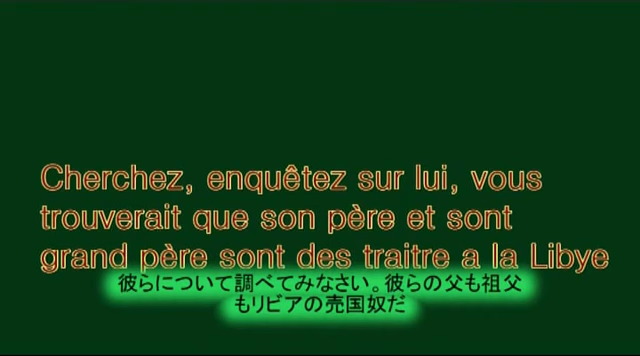 Cherchez, enquêtez sur lui, vous
trouverait que son père et sont
grand père sont des traitre a la Libye
彼らについて調べてみなさい。彼らの父も祖父
もリビアの売国奴だ